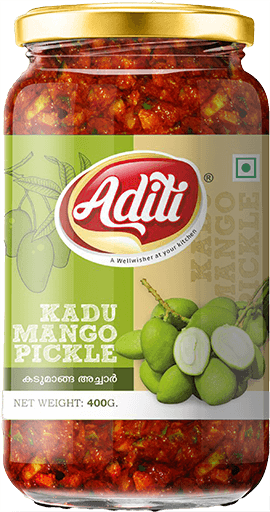 Aditi®
A Wellwisher at your kitchen
KADU
MANGO
PICKLE
കടുമാങ്ങ അച്ചാർ
NET WEIGHT: 400G.
KADU
MANGO
PICKLE